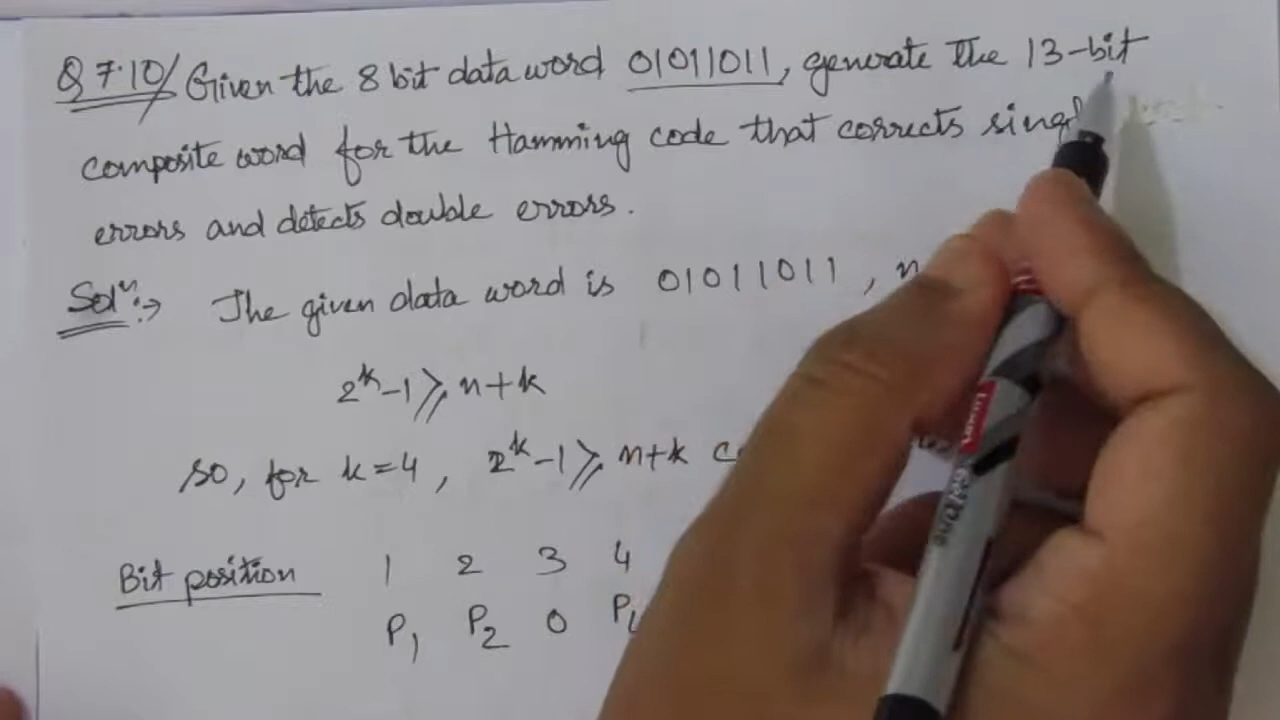 Q 7.10/ Given the 8 bit data word 01011011, generate the 13-bit
composite word for the Hamming code that corrects
errors and detects double errors.
Solⁿ:→ The given data word is 01011011, n
2^k-1 ≥ n+k
so, for k=4, 2^k-1 ≥ n+k
Bit position 1 2 3 4
P₁ P₂ 0